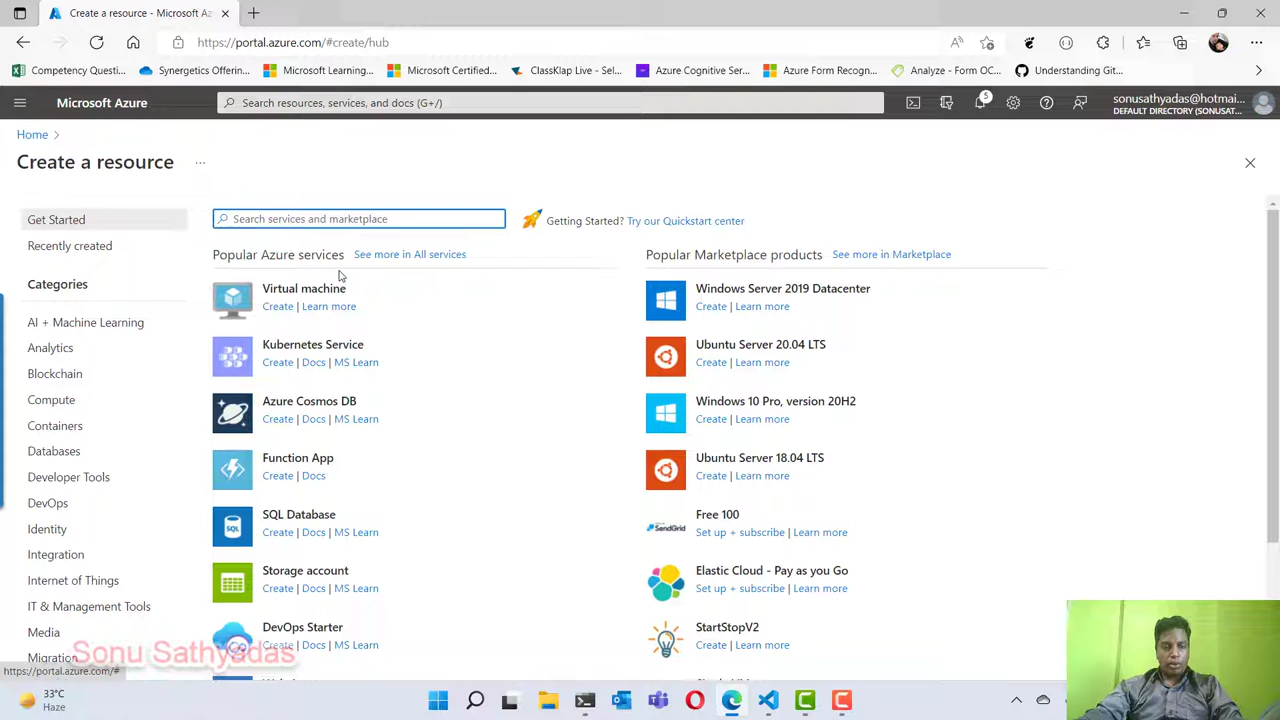 Create a resource - Microsoft Az
https://portal.azure.com/#create/hub
Company by Questi...
Synergetics Offerin...
Microsoft Learning...
Microsoft Certified...
ClassKlap Live - Sel...
Azure Cognitive Ser...
Azure Form Recogn...
Analyze - Form OC...
Understanding Git...
Microsoft Azure
Search resources, services, and docs (G+/)
5
sonusathyadas@hotmai...
DEFAULT DIRECTORY (SONUSAT...
Home >
Create a resource ...
Get Started
Recently created
Categories
AI + Machine Learning
Analytics
Blockchain
Compute
Containers
Databases
Developer Tools
DevOps
Identity
Integration
Internet of Things
IT & Management Tools
Media
Migration
Search services and marketplace
Getting Started? Try our Quickstart center
Popular Azure services See more in All services
Virtual machine
Create | Learn more
Kubernetes Service
Create | Docs | MS Learn
Azure Cosmos DB
Create | Docs | MS Learn
Function App
Create | Docs
SQL Database
Create | Docs | MS Learn
Storage account
Create | Docs | MS Learn
DevOps Starter
Create | Docs | MS Learn
Popular Marketplace products See more in Marketplace
Windows Server 2019 Datacenter
Create | Learn more
Ubuntu Server 20.04 LTS
Create | Learn more
Windows 10 Pro, version 20H2
Create | Learn more
Ubuntu Server 18.04 LTS
Create | Learn more
SendGrid
Free 100
Set up + subscribe | Learn more
Elastic Cloud - Pay as you Go
Set up + subscribe | Learn more
StartStopV2
Create | Learn more
Sonu Sathyadas
https://portal.azure.com/#
33°C
Haze